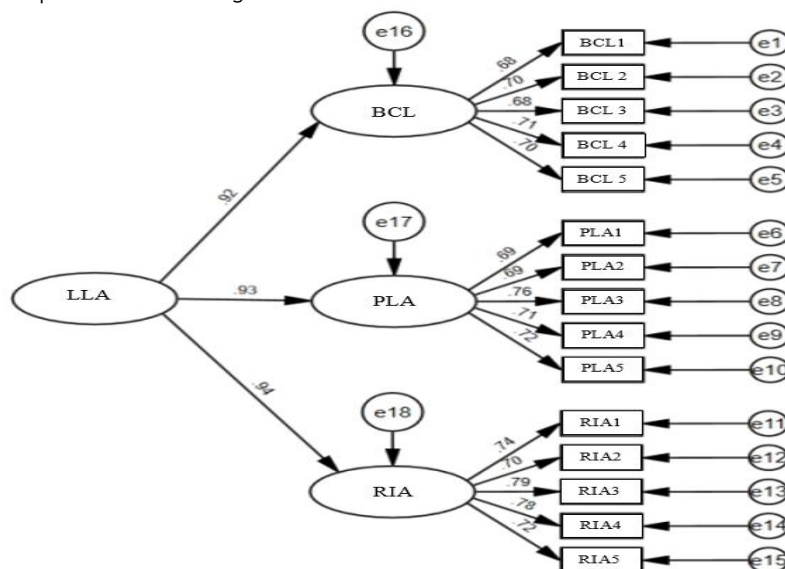 e16
BCL
.68
.70
.68
.71
.70
BCL1
BCL 2
BCL 3
BCL 4
BCL 5
e1
e2
e3
e4
e5
.92
LLA
.93
.94
e17
PLA
.69
.69
.76
.71
.72
PLA1
PLA2
PLA3
PLA4
PLA5
e6
e7
e8
e9
e10
e18
RIA
.74
.70
.79
.78
.72
RIA1
RIA2
RIA3
RIA4
RIA5
e11
e12
e13
e14
e15